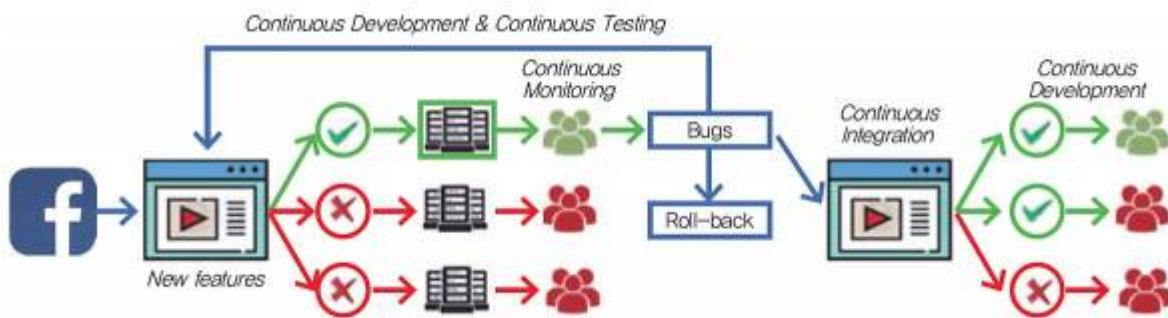 Continuous Development & Continuous Testing
Continuous
Monitoring
Continuous
Development
Continuous
Integration
Bugs
Roll-back
New features